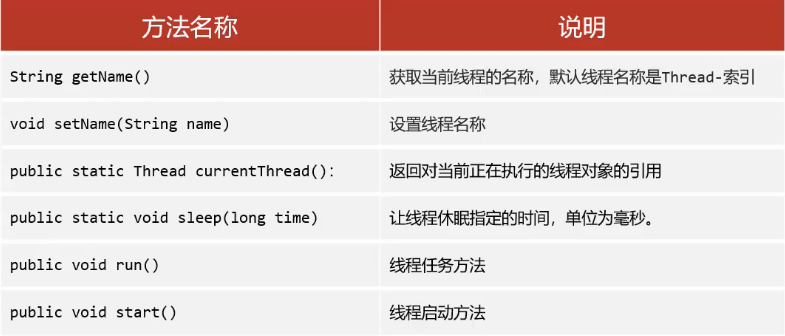 方法名称 说明
String getName() 获取当前线程的名称，默认线程名称是Thread-索引
void setName(String name) 设置线程名称
public static Thread currentThread()： 返回对当前正在执行的线程对象的引用
public static void sleep(long time) 让线程休眠指定的时间，单位为毫秒。
public void run() 线程任务方法
public void start() 线程启动方法